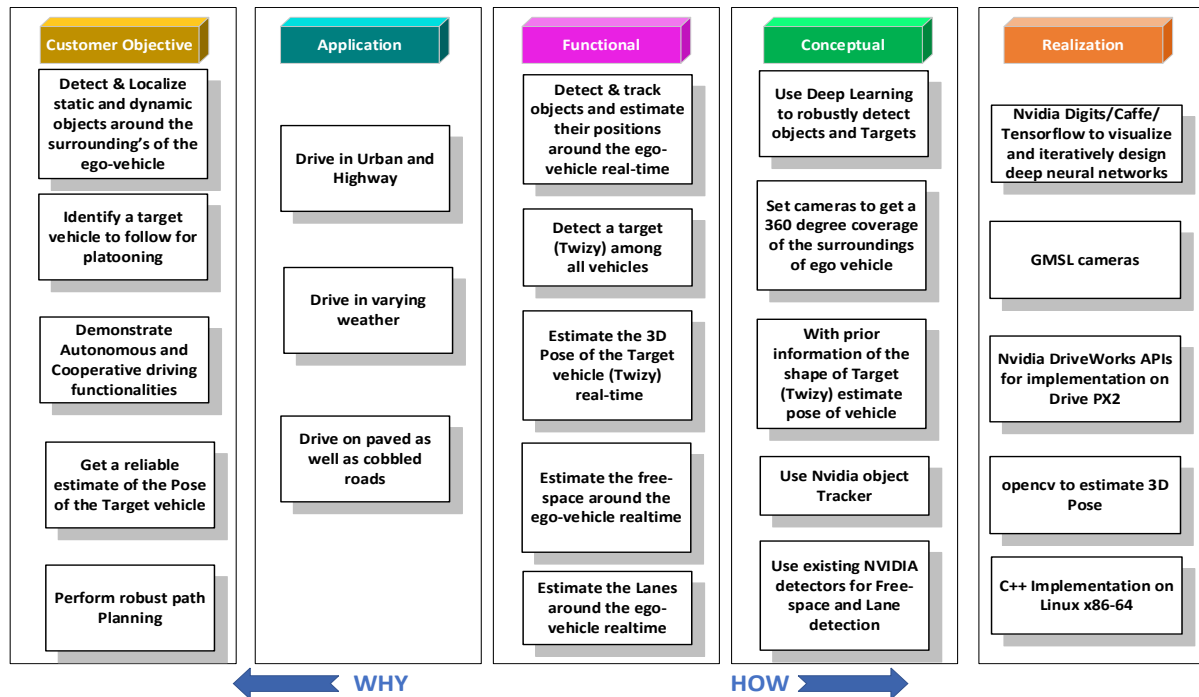 Customer Objective
Detect & Localize
static and dynamic
objects around the
surrounding's of the
ego-vehicle
Identify a target
vehicle to follow for
platooning
Demonstrate
Autonomous and
Cooperative driving
functionalities
Get a reliable
estimate of the Pose
of the Target vehicle
Perform robust path
Planning
Application
Drive in Urban and
Highway
Drive in varying
weather
Drive on paved as
well as cobbled
roads
Functional
Detect & track
objects and estimate
their positions
around the ego-
vehicle real-time
Detect a target
(Twizy) among
all vehicles
Estimate the 3D
Pose of the Target
vehicle (Twizy)
real-time
Estimate the free-
space around the
ego-vehicle realtime
Estimate the Lanes
around the ego-
vehicle realtime
Conceptual
Use Deep Learning
to robustly detect
objects and Targets
Set cameras to get a
360 degree coverage
of the surroundings
of ego vehicle
With prior
information of the
shape of Target
(Twizy) estimate
pose of vehicle
Use Nvidia object
Tracker
Use existing NVIDIA
detectors for Free-
space and Lane
detection
Realization
Nvidia Digits/Caffe/
Tensorflow to visualize
and iteratively design
deep neural networks
GMSL cameras
Nvidia DriveWorks APIs
for implementation on
Drive PX2
opencv to estimate 3D
Pose
C++ Implementation on
Linux x86-64
WHY
HOW